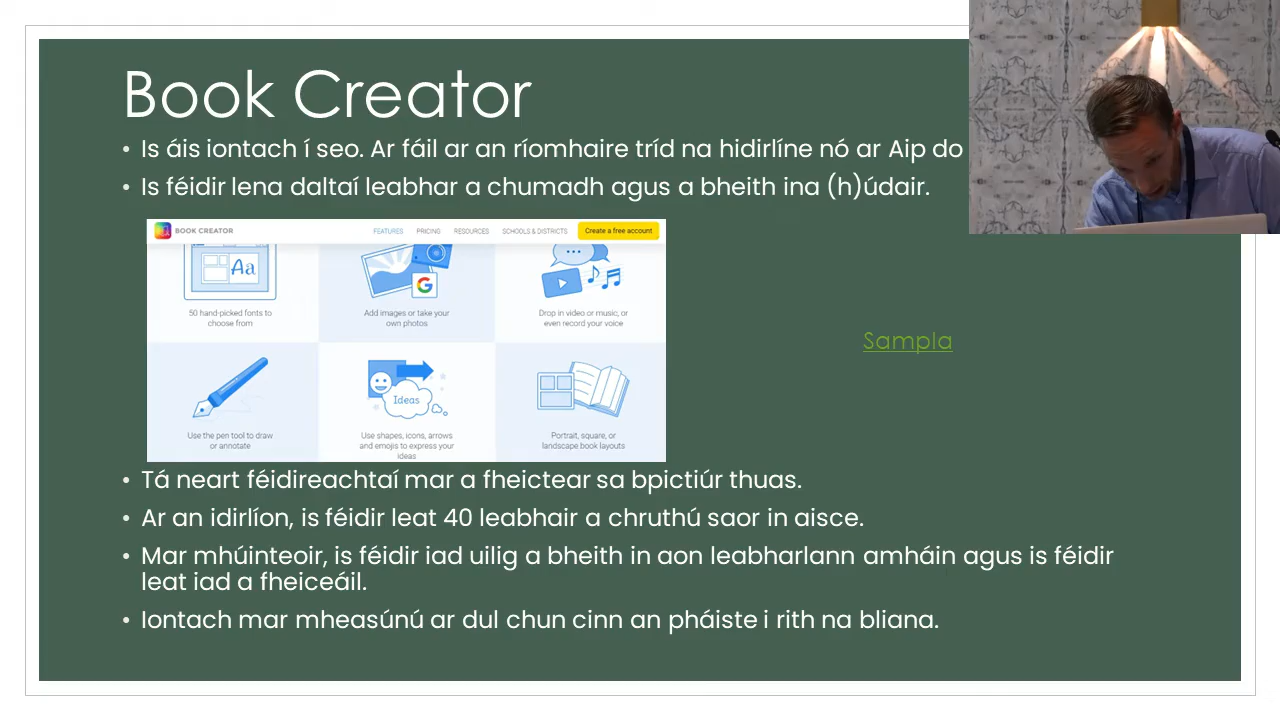 Book Creator
• Is áis iontach í seo. Ar fáil ar an ríomhaire tríd na hidirlíne nó ar Aip do
• Is féidir lena daltaí leabhar a chumadh agus a bheith ina (h)údair.
BOOK CREATOR
FEATURES
PRICING
RESOURCES
SCHOOLS & DISTRICTS
Create a free account
Aa
G
50 hand-picked fonts to
choose from
Add images or take your
own photos
Drop in video or music, or
even record your voice
Ideas
Use the pen tool to draw
or annotate
Use shapes, icons, arrows
and emojis to express your
ideas
Portrait, square, or
landscape book layouts
Sampla
• Tá neart féidireachtaí mar a fheictear sa bpictiúr thuas.
• Ar an idirlíon, is féidir leat 40 leabhair a chruthú saor in aisce.
• Mar mhúinteoir, is féidir iad uilig a bheith in aon leabharlann amháin agus is féidir
leat iad a fheiceáil.
• Iontach mar mheasúnú ar dul chun cinn an pháiste i rith na bliana.